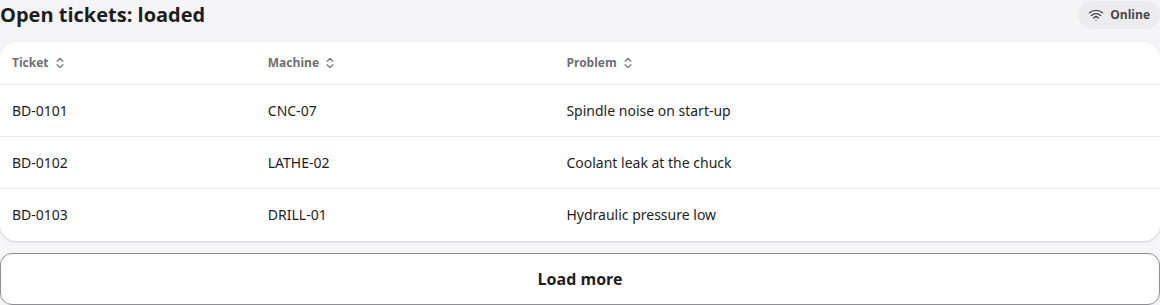 Open tickets: loaded
Online
Ticket Machine Problem
BD-0101 CNC-07 Spindle noise on start-up
BD-0102 LATHE-02 Coolant leak at the chuck
BD-0103 DRILL-01 Hydraulic pressure low
Load more